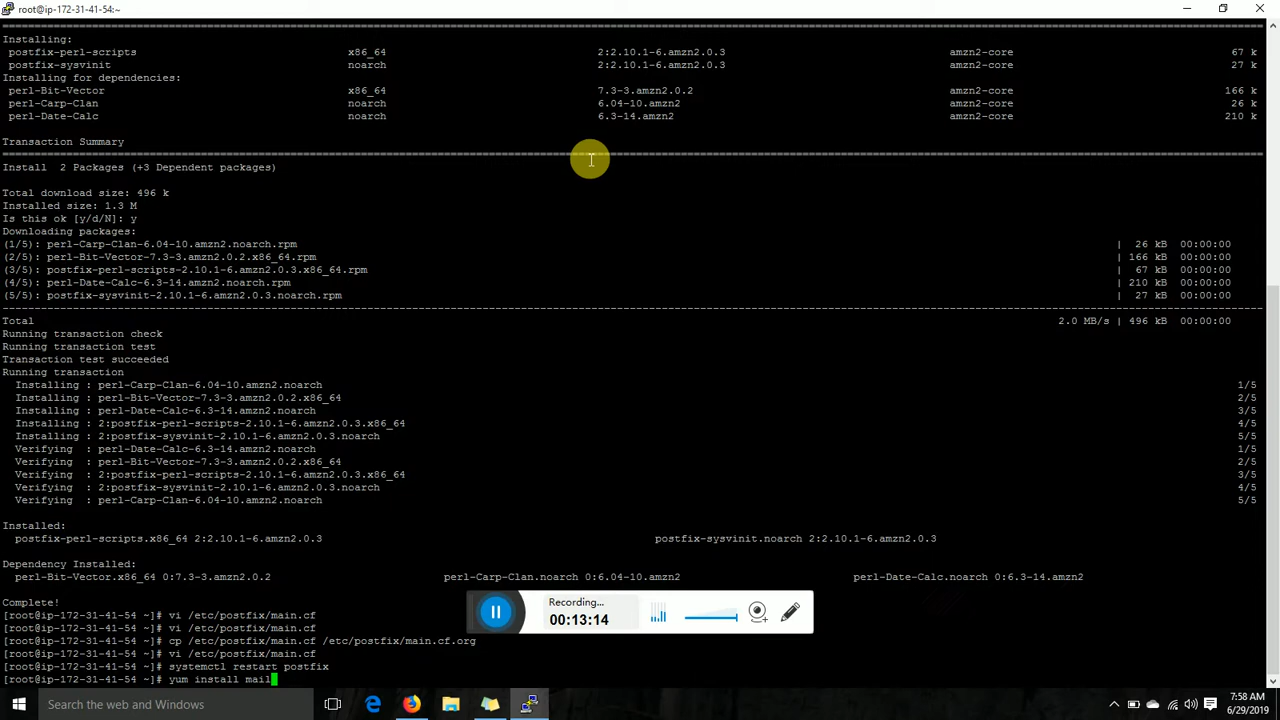 root@ip-172-31-41-54:~
Installing:
postfix-perl-scripts x86_64 2:2.10.1-6.amzn2.0.3 amzn2-core 67 k
postfix-sysvinit noarch 2:2.10.1-6.amzn2.0.3 amzn2-core 27 k
Installing for dependencies:
perl-Bit-Vector x86_64 7.3-3.amzn2.0.2 amzn2-core 166 k
perl-Carp-Clan noarch 6.04-10.amzn2 amzn2-core 26 k
perl-Date-Calc noarch 6.3-14.amzn2 amzn2-core 210 k
Transaction Summary
Install 2 Packages (+3 Dependent packages)
Total download size: 496 k
Installed size: 1.3 M
Is this ok [y/d/N]: y
Downloading packages:
(1/5): perl-Carp-Clan-6.04-10.amzn2.noarch.rpm | 26 kB 00:00:00
(2/5): perl-Bit-Vector-7.3-3.amzn2.0.2.x86_64.rpm | 166 kB 00:00:00
(3/5): postfix-perl-scripts-2.10.1-6.amzn2.0.3.x86_64.rpm | 67 kB 00:00:00
(4/5): perl-Date-Calc-6.3-14.amzn2.noarch.rpm | 210 kB 00:00:00
(5/5): postfix-sysvinit-2.10.1-6.amzn2.0.3.noarch.rpm | 27 kB 00:00:00
Total 2.0 MB/s | 496 kB 00:00:00
Running transaction check
Running transaction test
Transaction test succeeded
Running transaction
Installing : perl-Carp-Clan-6.04-10.amzn2.noarch 1/5
Installing : perl-Bit-Vector-7.3-3.amzn2.0.2.x86_64 2/5
Installing : perl-Date-Calc-6.3-14.amzn2.noarch 3/5
Installing : 2:postfix-perl-scripts-2.10.1-6.amzn2.0.3.x86_64 4/5
Installing : 2:postfix-sysvinit-2.10.1-6.amzn2.0.3.noarch 5/5
Verifying : perl-Date-Calc-6.3-14.amzn2.noarch 1/5
Verifying : perl-Bit-Vector-7.3-3.amzn2.0.2.x86_64 2/5
Verifying : 2:postfix-perl-scripts-2.10.1-6.amzn2.0.3.x86_64 3/5
Verifying : 2:postfix-sysvinit-2.10.1-6.amzn2.0.3.noarch 4/5
Verifying : perl-Carp-Clan-6.04-10.amzn2.noarch 5/5
Installed:
postfix-perl-scripts.x86_64 2:2.10.1-6.amzn2.0.3 postfix-sysvinit.noarch 2:2.10.1-6.amzn2.0.3
Dependency Installed:
perl-Bit-Vector.x86_64 0:7.3-3.amzn2.0.2 perl-Carp-Clan.noarch 0:6.04-10.amzn2 perl-Date-Calc.noarch 0:6.3-14.amzn2
Complete!
[root@ip-172-31-41-54 ~]# vi /etc/postfix/main.cf
[root@ip-172-31-41-54 ~]# vi /etc/postfix/main.cf
[root@ip-172-31-41-54 ~]# cp /etc/postfix/main.cf /etc/postfix/main.cf.org
[root@ip-172-31-41-54 ~]# vi /etc/postfix/main.cf
[root@ip-172-31-41-54 ~]# systemctl restart postfix
[root@ip-172-31-41-54 ~]# yum install mail
Recording...
00:13:14
Search the web and Windows
7:58 AM
6/29/2019